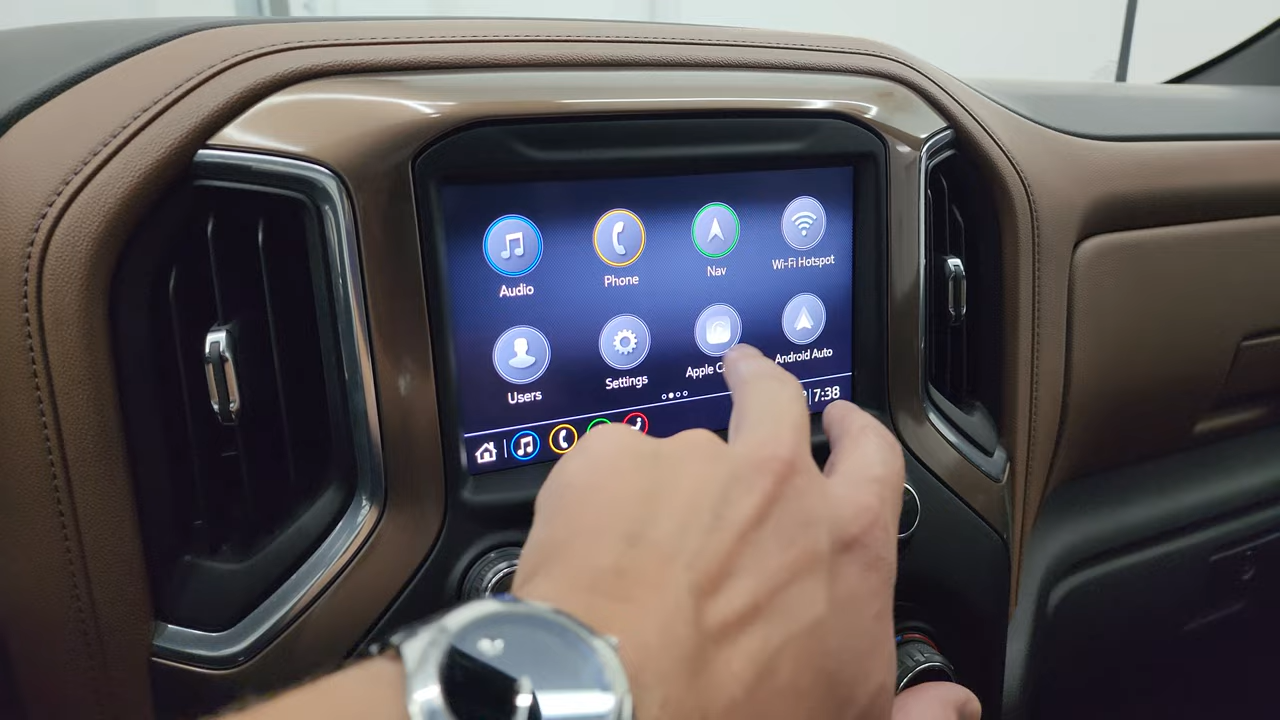 Audio
Phone
Nav
Wi-Fi Hotspot
Users
Settings
Apple
Android Auto
7:38